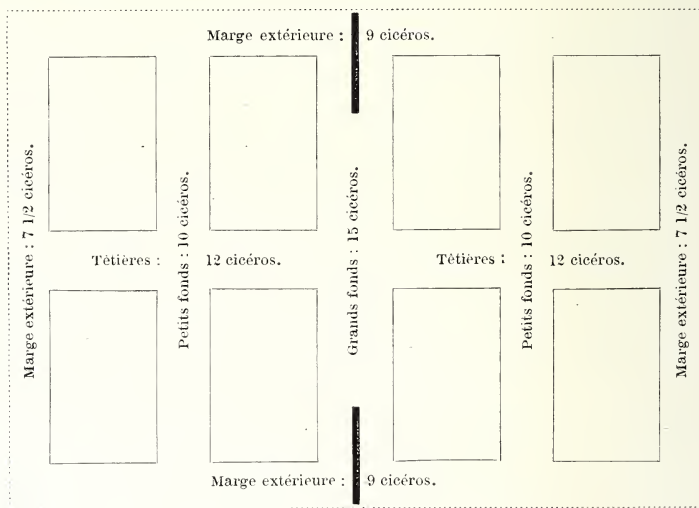 Marge extérieure : 9 cicéros.
Marge extérieure : 7 1/2 cicéros.
Petits fonds : 10 cicéros.
Grands fonds : 15 cicéros.
Petits fonds : 10 cicéros.
Marge extérieure : 7 1/2 cicéros.
Têtières : 12 cicéros.
Têtières : 12 cicéros.
Marge extérieure : 9 cicéros.